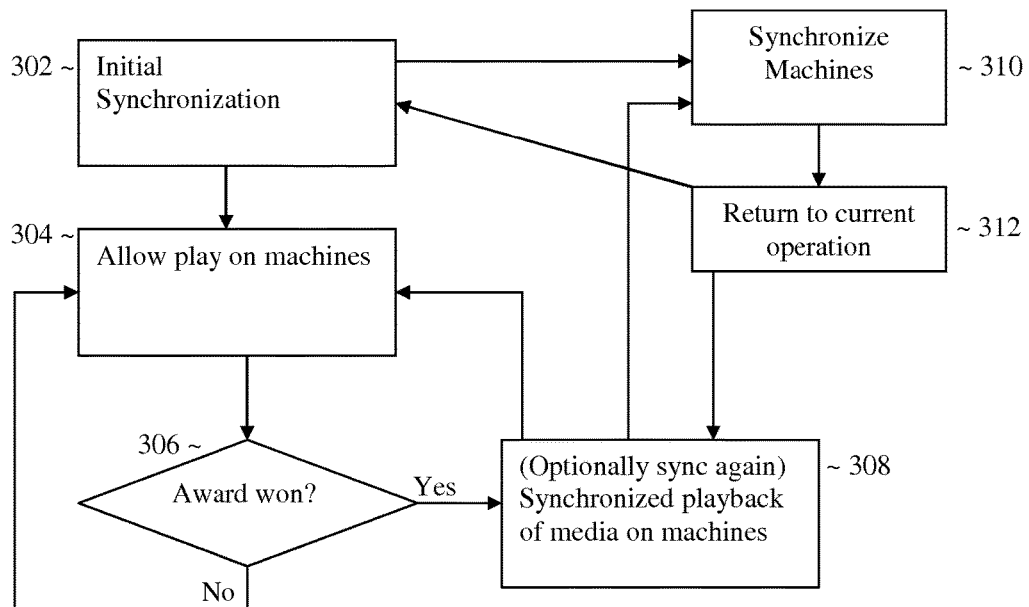 302 ~
Initial
Synchronization
Synchronize
Machines
~ 310
304 ~
Allow play on machines
Return to current
operation
~ 312
306 ~
Award won?
Yes
No
(Optionally sync again)
Synchronized playback
of media on machines
~ 308